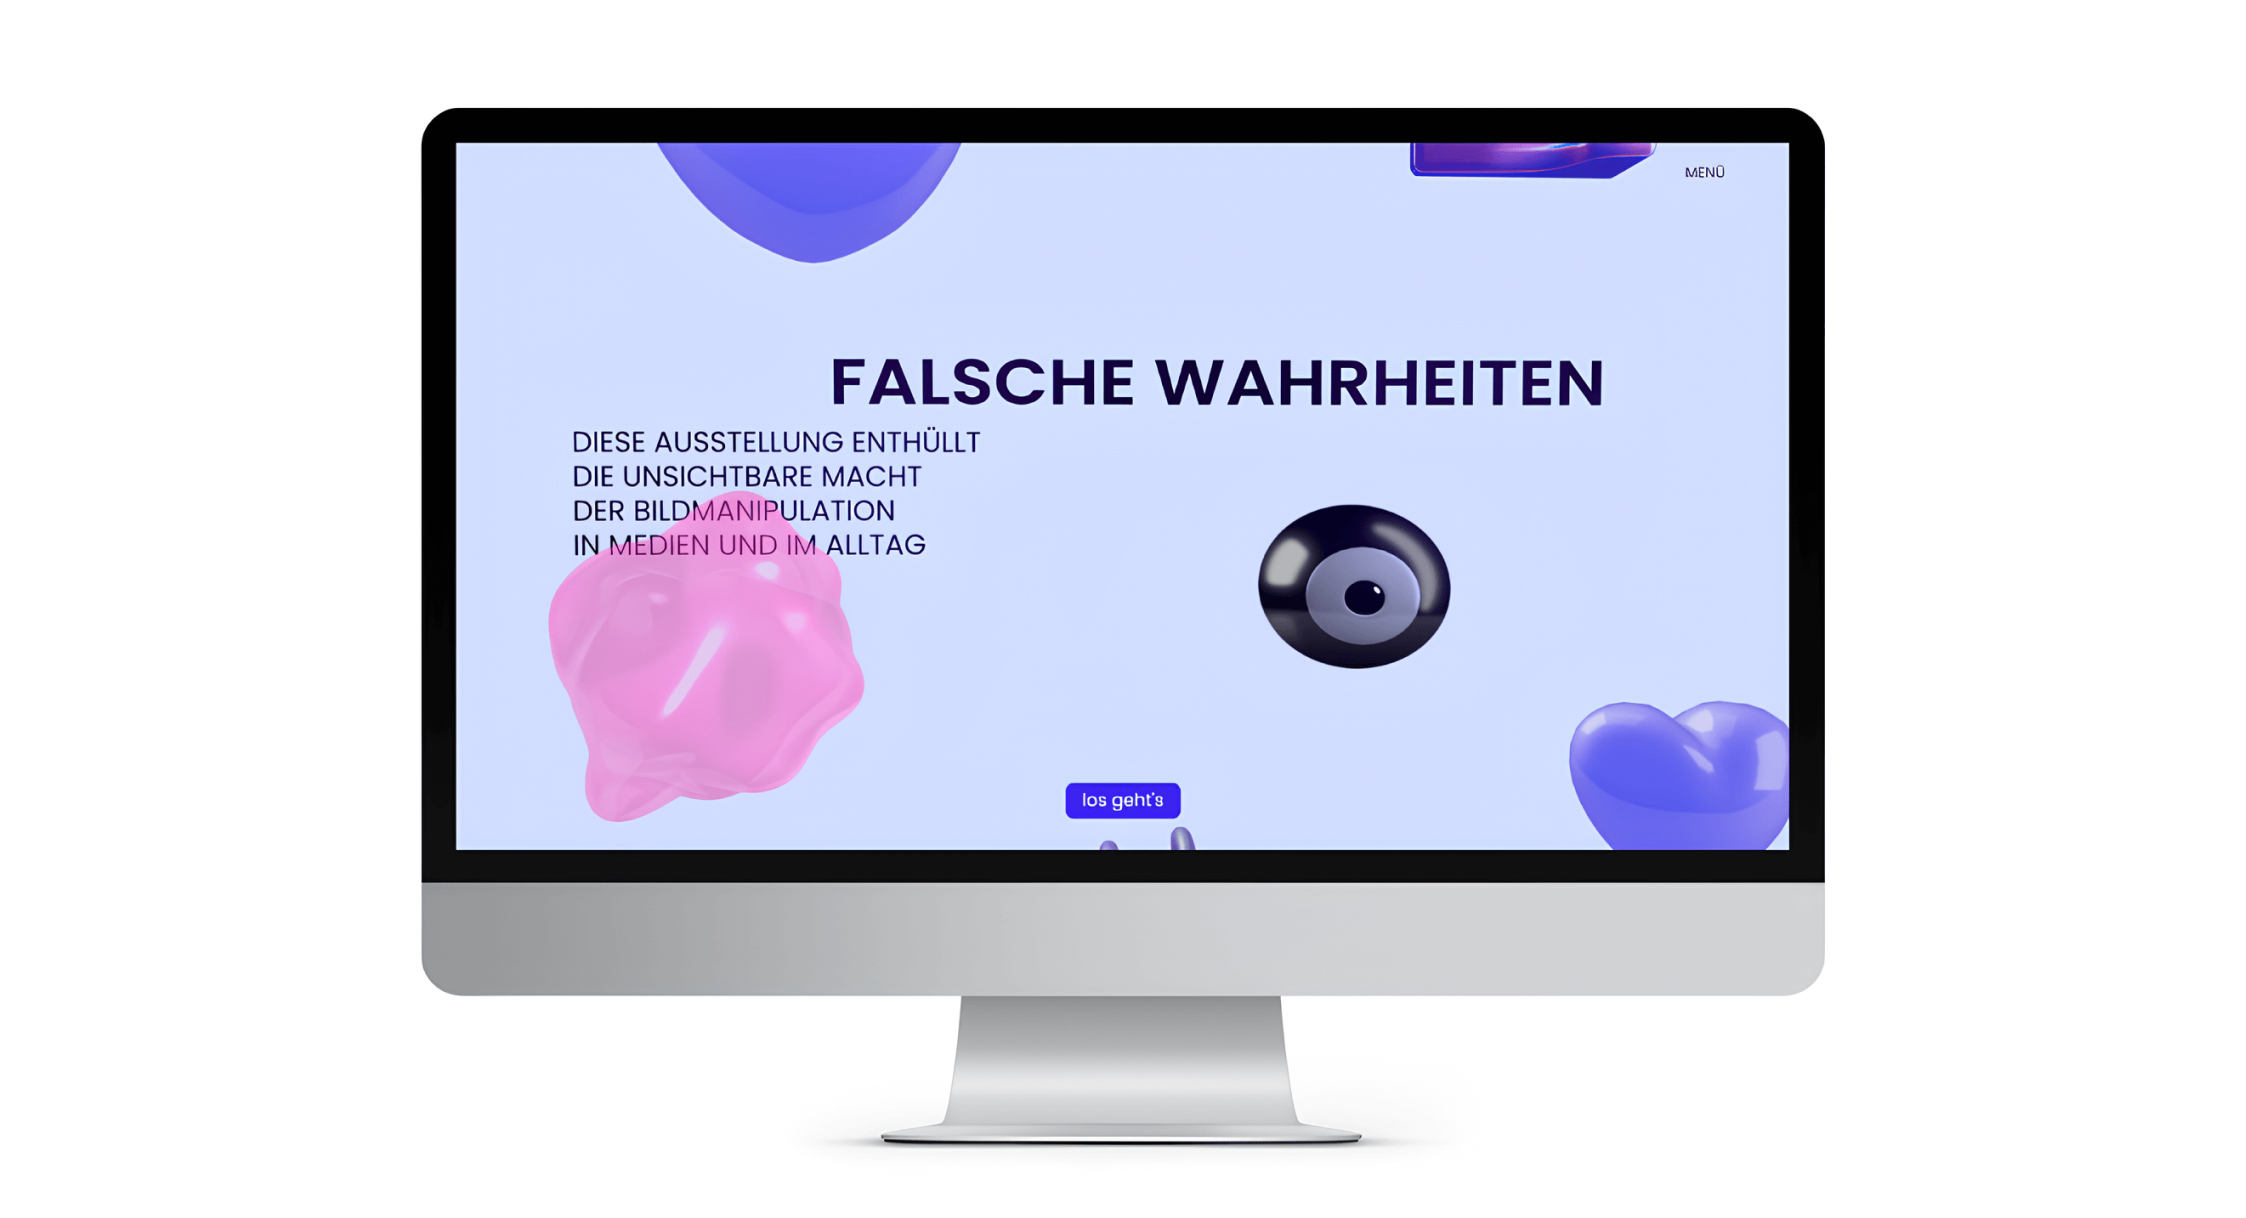 MENÜ
FALSCHE WAHRHEITEN
DIESE AUSSTELLUNG ENTHÜLLT
DIE UNSICHTBARE MACHT
DER BILDMANIPULATION
IN MEDIEN UND IM ALLTAG
los geht's